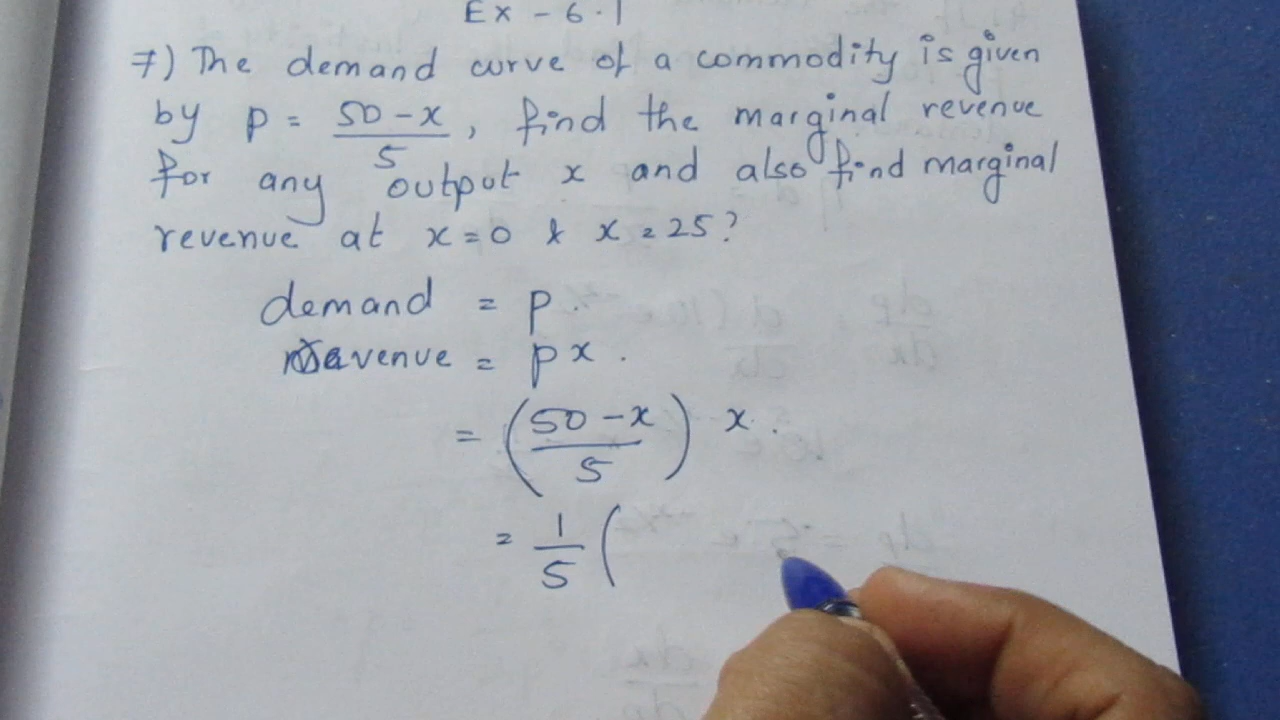 Ex - 6.1
7) The demand curve of a commodity is given
by p = 50 - x / 5, find the marginal revenue
for any output x and also find marginal
revenue at x = 0 & x = 25?
demand = p.
revenue = px.
= (50 - x / 5) x.
= 1/5 (